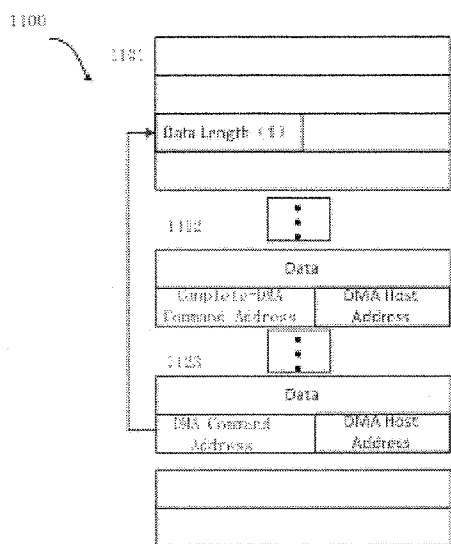 1100
Data Length (1)
Data
Complete-DMA
Command Address
DMA Host
Address
Data
DMA Command
Address
DMA Host
Address